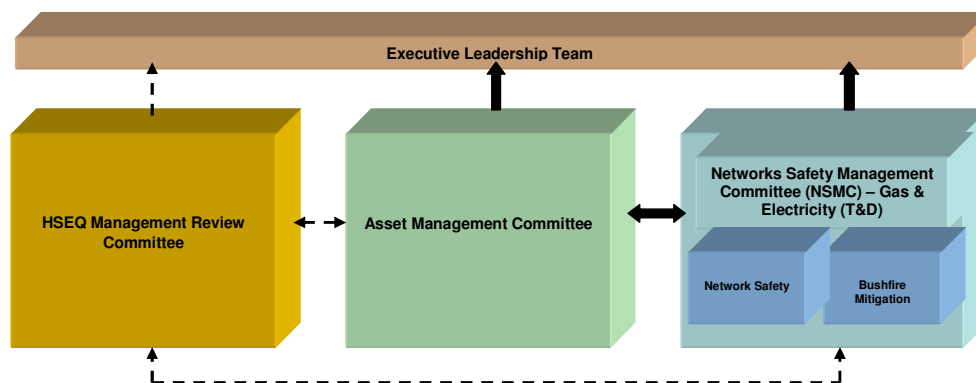 Executive Leadership Team
HSEQ Management Review
Committee
Asset Management Committee
Networks Safety Management
Committee (NSMC) – Gas &
Electricity (T&D)
Network Safety
Bushfire
Mitigation